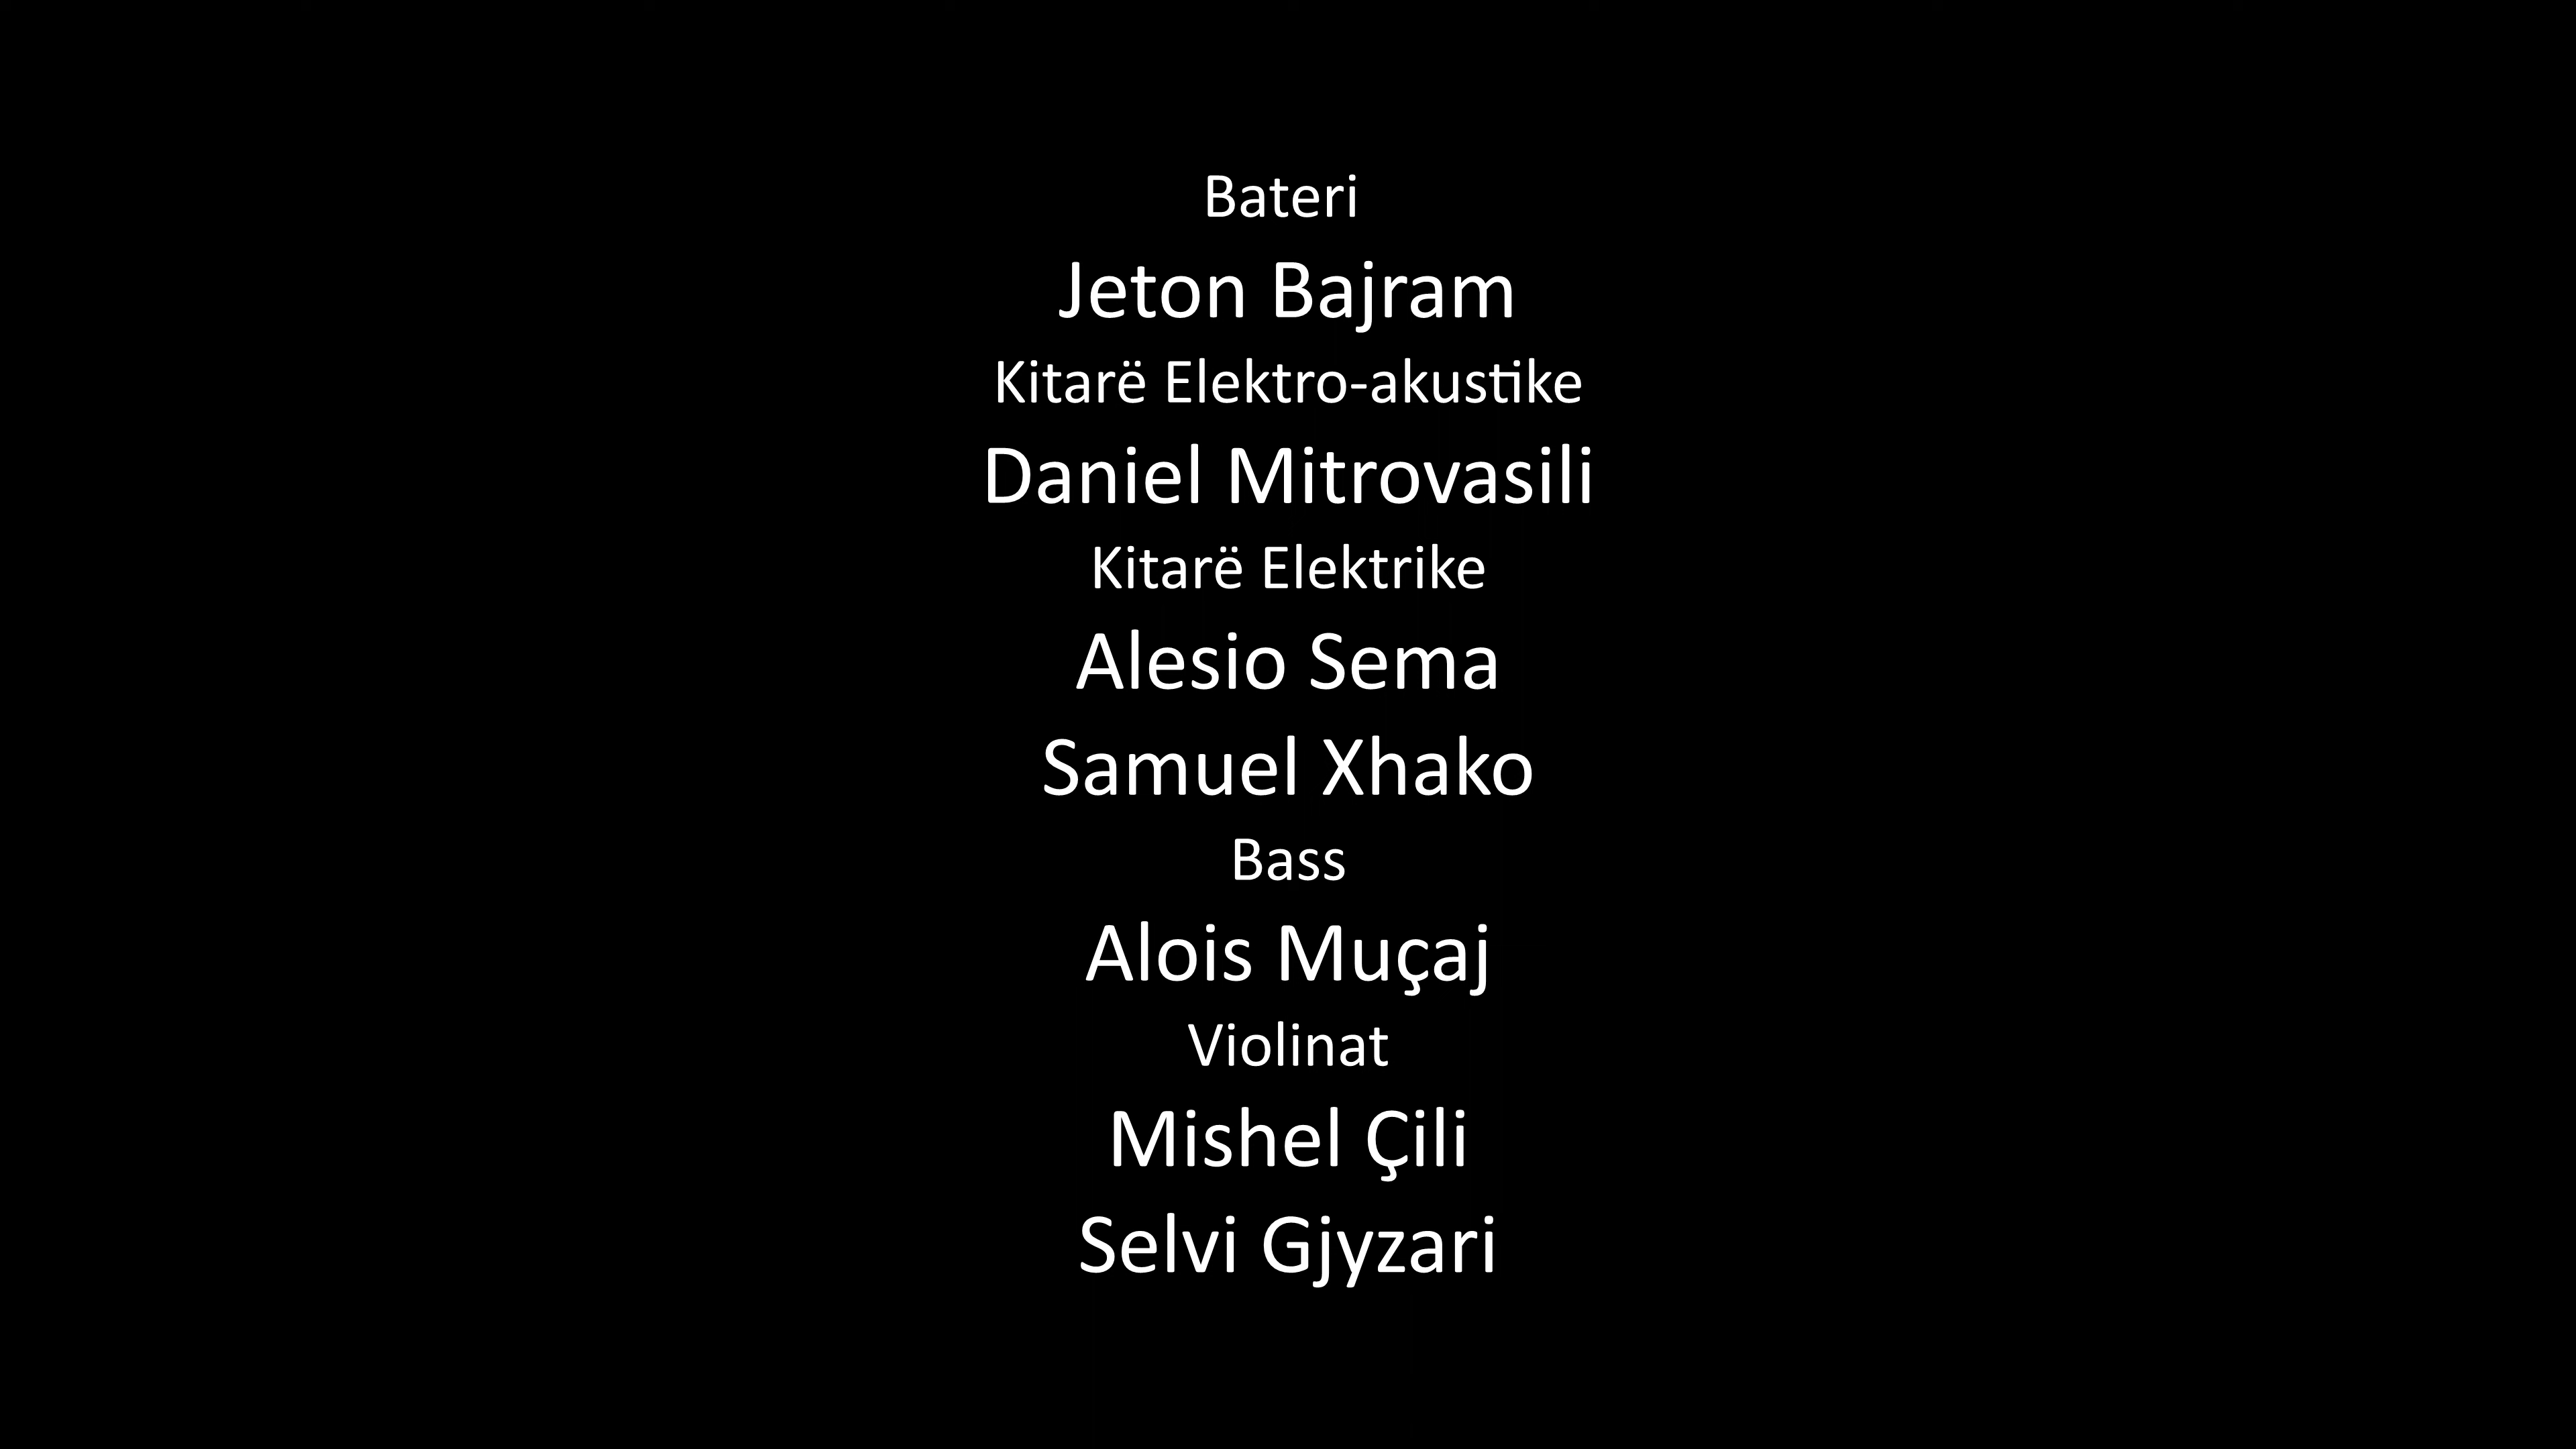 Bateri
Jeton Bajram
Kitarë Elektro-akustike
Daniel Mitrovasili
Kitarë Elektrike
Alesio Sema
Samuel Xhako
Bass
Alois Muçaj
Violinat
Mishel Çili
Selvi Gjyzari